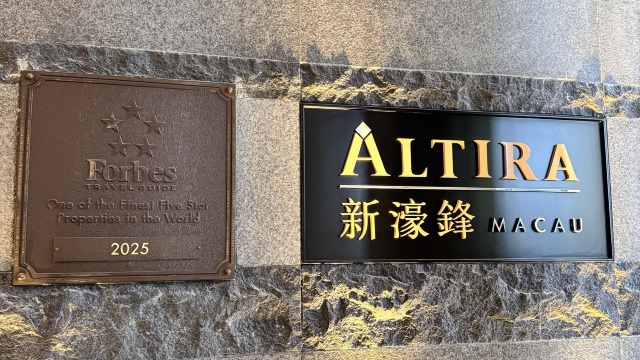 Forbes
TRAVEL GUIDE
One of the Finest Five Star
Properties in the World
2025
ALTIRA
新濠鋒 MACAU